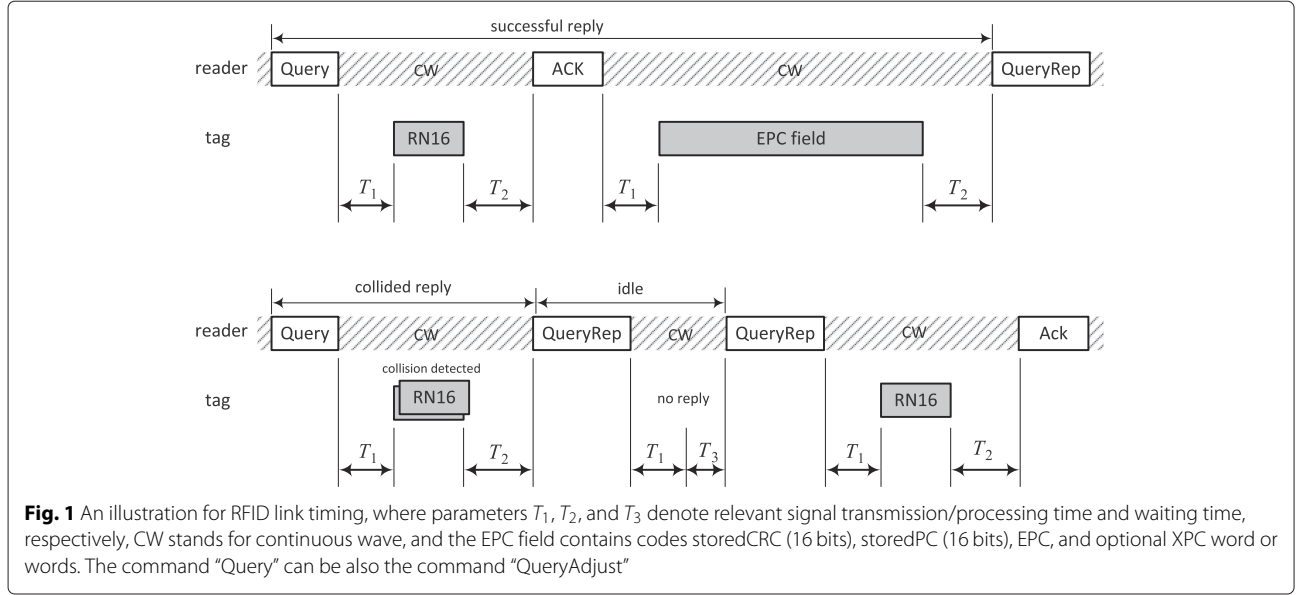 successful reply
reader Query CW ACK CW QueryRep
tag RN16 EPC field
T1 T2 T1 T2
collided reply idle
reader Query CW QueryRep CW QueryRep CW Ack
collision detected
tag RN16 no reply RN16
T1 T2 T1 T3 T1 T2
Fig. 1 An illustration for RFID link timing, where parameters T1, T2, and T3 denote relevant signal transmission/processing time and waiting time,
respectively, CW stands for continuous wave, and the EPC field contains codes storedCRC (16 bits), storedPC (16 bits), EPC, and optional XPC word or
words. The command “Query” can be also the command “QueryAdjust”